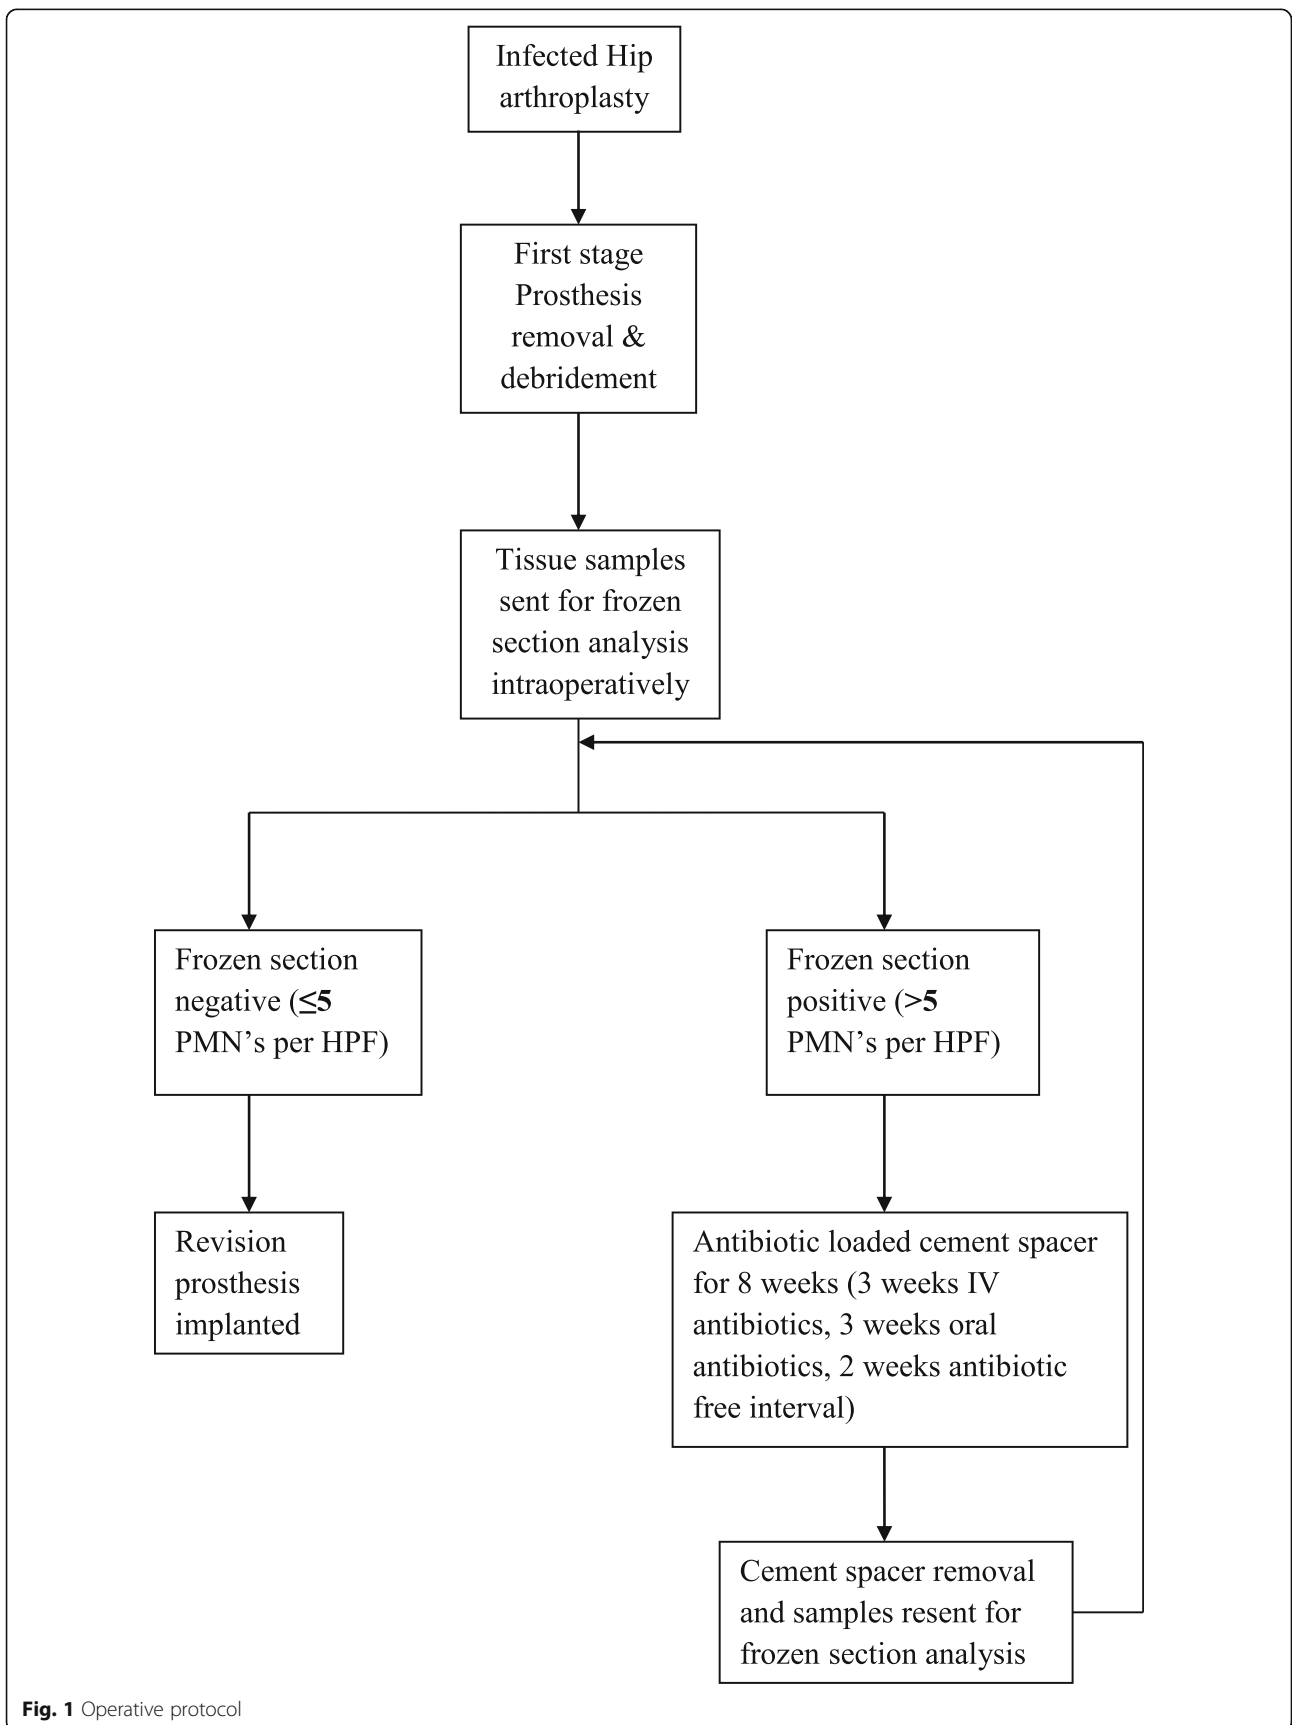 Infected Hip
arthroplasty
First stage
Prosthesis
removal &
debridement
Tissue samples
sent for frozen
section analysis
intraoperatively
Frozen section
negative (≤5
PMN’s per HPF)
Frozen section
positive (>5
PMN’s per HPF)
Revision
prosthesis
implanted
Antibiotic loaded cement spacer
for 8 weeks (3 weeks IV
antibiotics, 3 weeks oral
antibiotics, 2 weeks antibiotic
free interval)
Cement spacer removal
and samples resent for
frozen section analysis
Fig. 1 Operative protocol